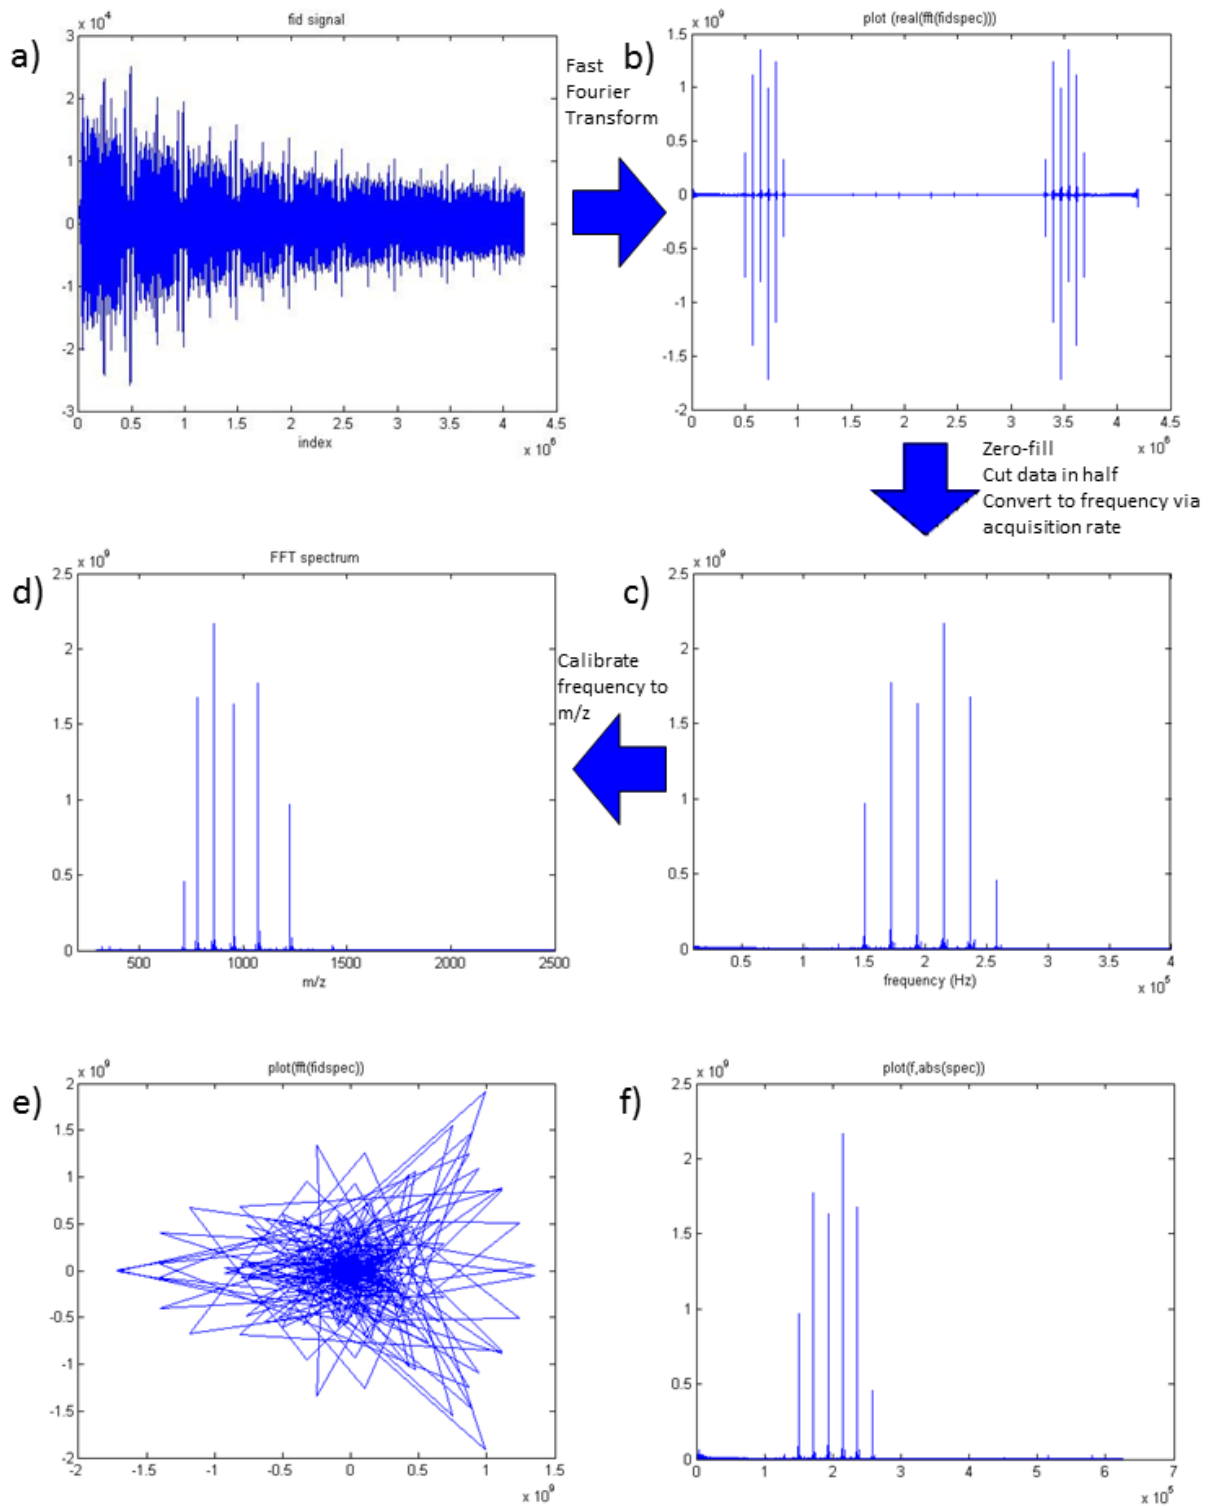 a)
fid signal
x 10^4
3
2
1
0
-1
-2
-3
0 0.5 1 1.5 2 2.5 3 3.5 4 4.5
index
x 10^6
Fast
Fourier
Transform
b)
plot (real(fft(fidspec)))
x 10^9
1.5
1
0.5
0
-0.5
-1
-1.5
-2
0 0.5 1 1.5 2 2.5 3 3.5 4 4.5
x 10^6
Zero-fill
Cut data in half
Convert to frequency via
acquisition rate
d)
FFT spectrum
x 10^9
2.5
2
1.5
1
0.5
0
500 1000 1500 2000 2500
m/z
Calibrate
frequency to
m/z
c)
x 10^9
2.5
2
1.5
1
0.5
0
0.5 1 1.5 2 2.5 3 3.5 4
frequency (Hz)
x 10^5
e)
plot(fft(fidspec))
x 10^9
2
1.5
1
0.5
0
-0.5
-1
-1.5
-2
-2 -1.5 -1 -0.5 0 0.5 1 1.5
x 10^9
f)
plot(f,abs(spec))
x 10^9
2.5
2
1.5
1
0.5
0
0 1 2 3 4 5 6 7
x 10^5